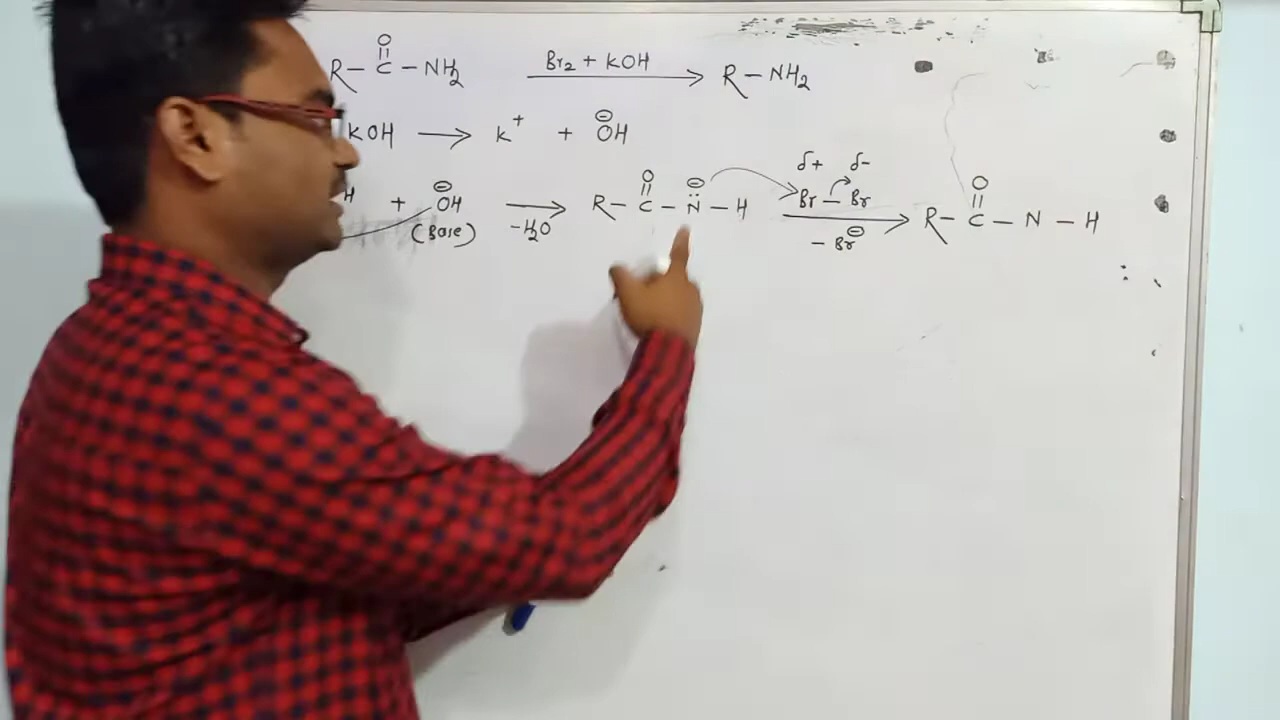 O
R – C – NH₂ Br₂ + KOH ⟶ R – NH₂
KOH ⟶ K⁺ + ⊖OH
H + ⊖OH ⟶ R – C – N̈ – H Br – Br ⟶ R – C – N – H
O ⊖ δ+ δ- O
(Base) -H₂O - Br⊖